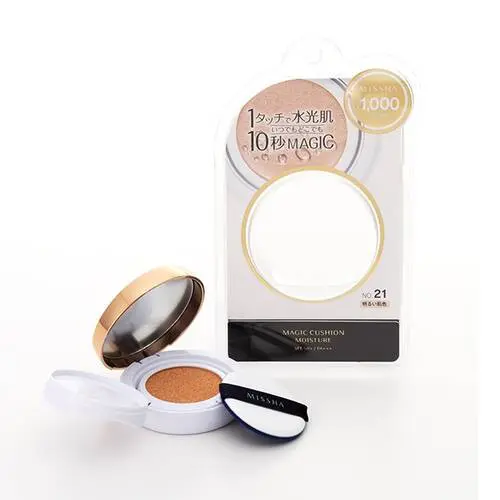 MISSHA
1,000
1タッチで水光肌
いつでもどこでも
10秒MAGIC
NO. 21
明るい肌色
MAGIC CUSHION
MOISTURE
MISSHA